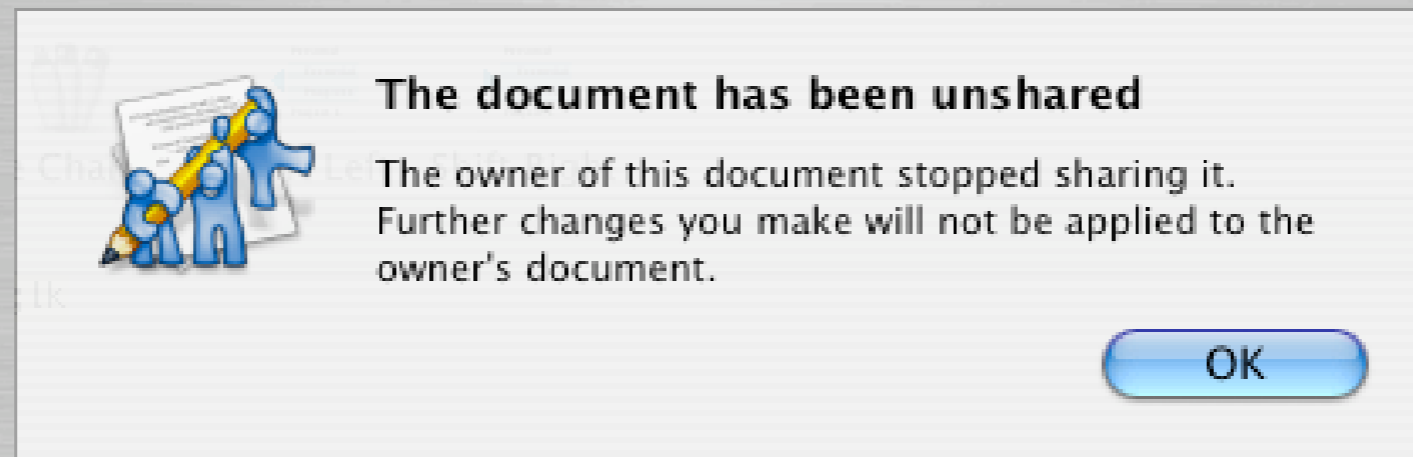 The document has been unshared
The owner of this document stopped sharing it.
Further changes you make will not be applied to the
owner's document.
OK